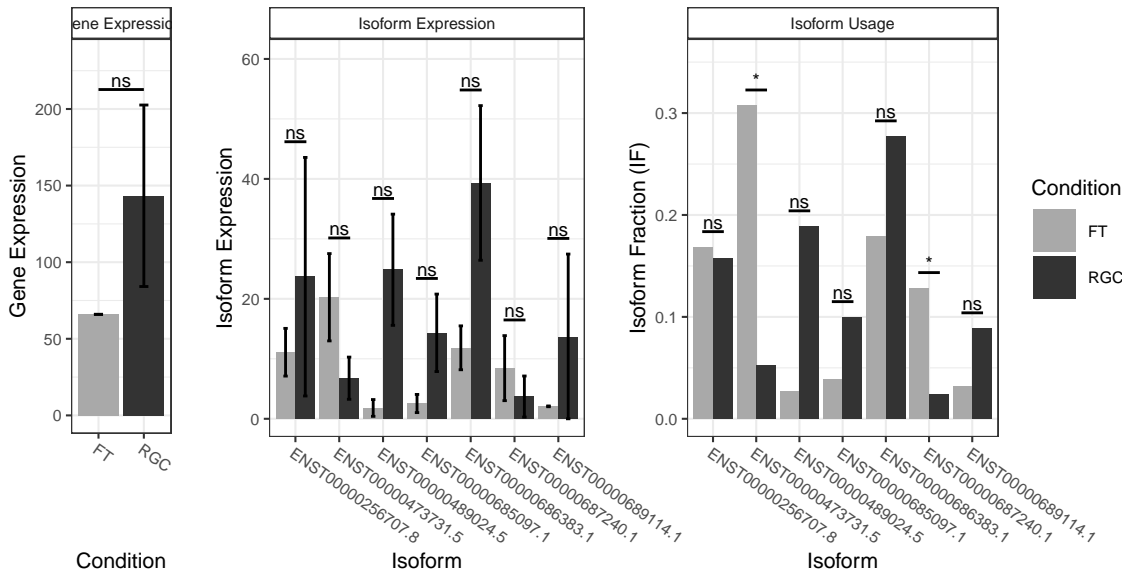 ene Expressio
Isoform Expression
Isoform Usage
Gene Expression
200
150
100
50
0
ns
FT
RGC
Condition
Isoform Expression
60
40
20
0
ns
ns
ns
ns
ns
ns
ns
ENST00000256707.8
ENST00000473731.5
ENST00000489024.5
ENST00000685097.1
ENST00000686383.1
ENST00000687240.1
ENST00000689114.1
Isoform
Isoform Fraction (IF)
0.3
0.2
0.1
0.0
ns
*
ns
ns
ns
*
ns
ENST00000256707.8
ENST00000473731.5
ENST00000489024.5
ENST00000685097.1
ENST00000686383.1
ENST00000687240.1
ENST00000689114.1
Isoform
Condition
FT
RGC